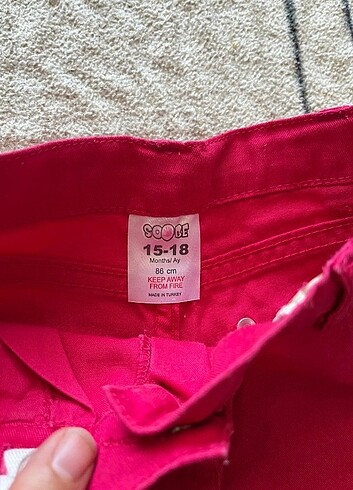 SOOBE
15-18
Months/ Ay
86 cm
KEEP AWAY
FROM FIRE
MADE IN TURKEY